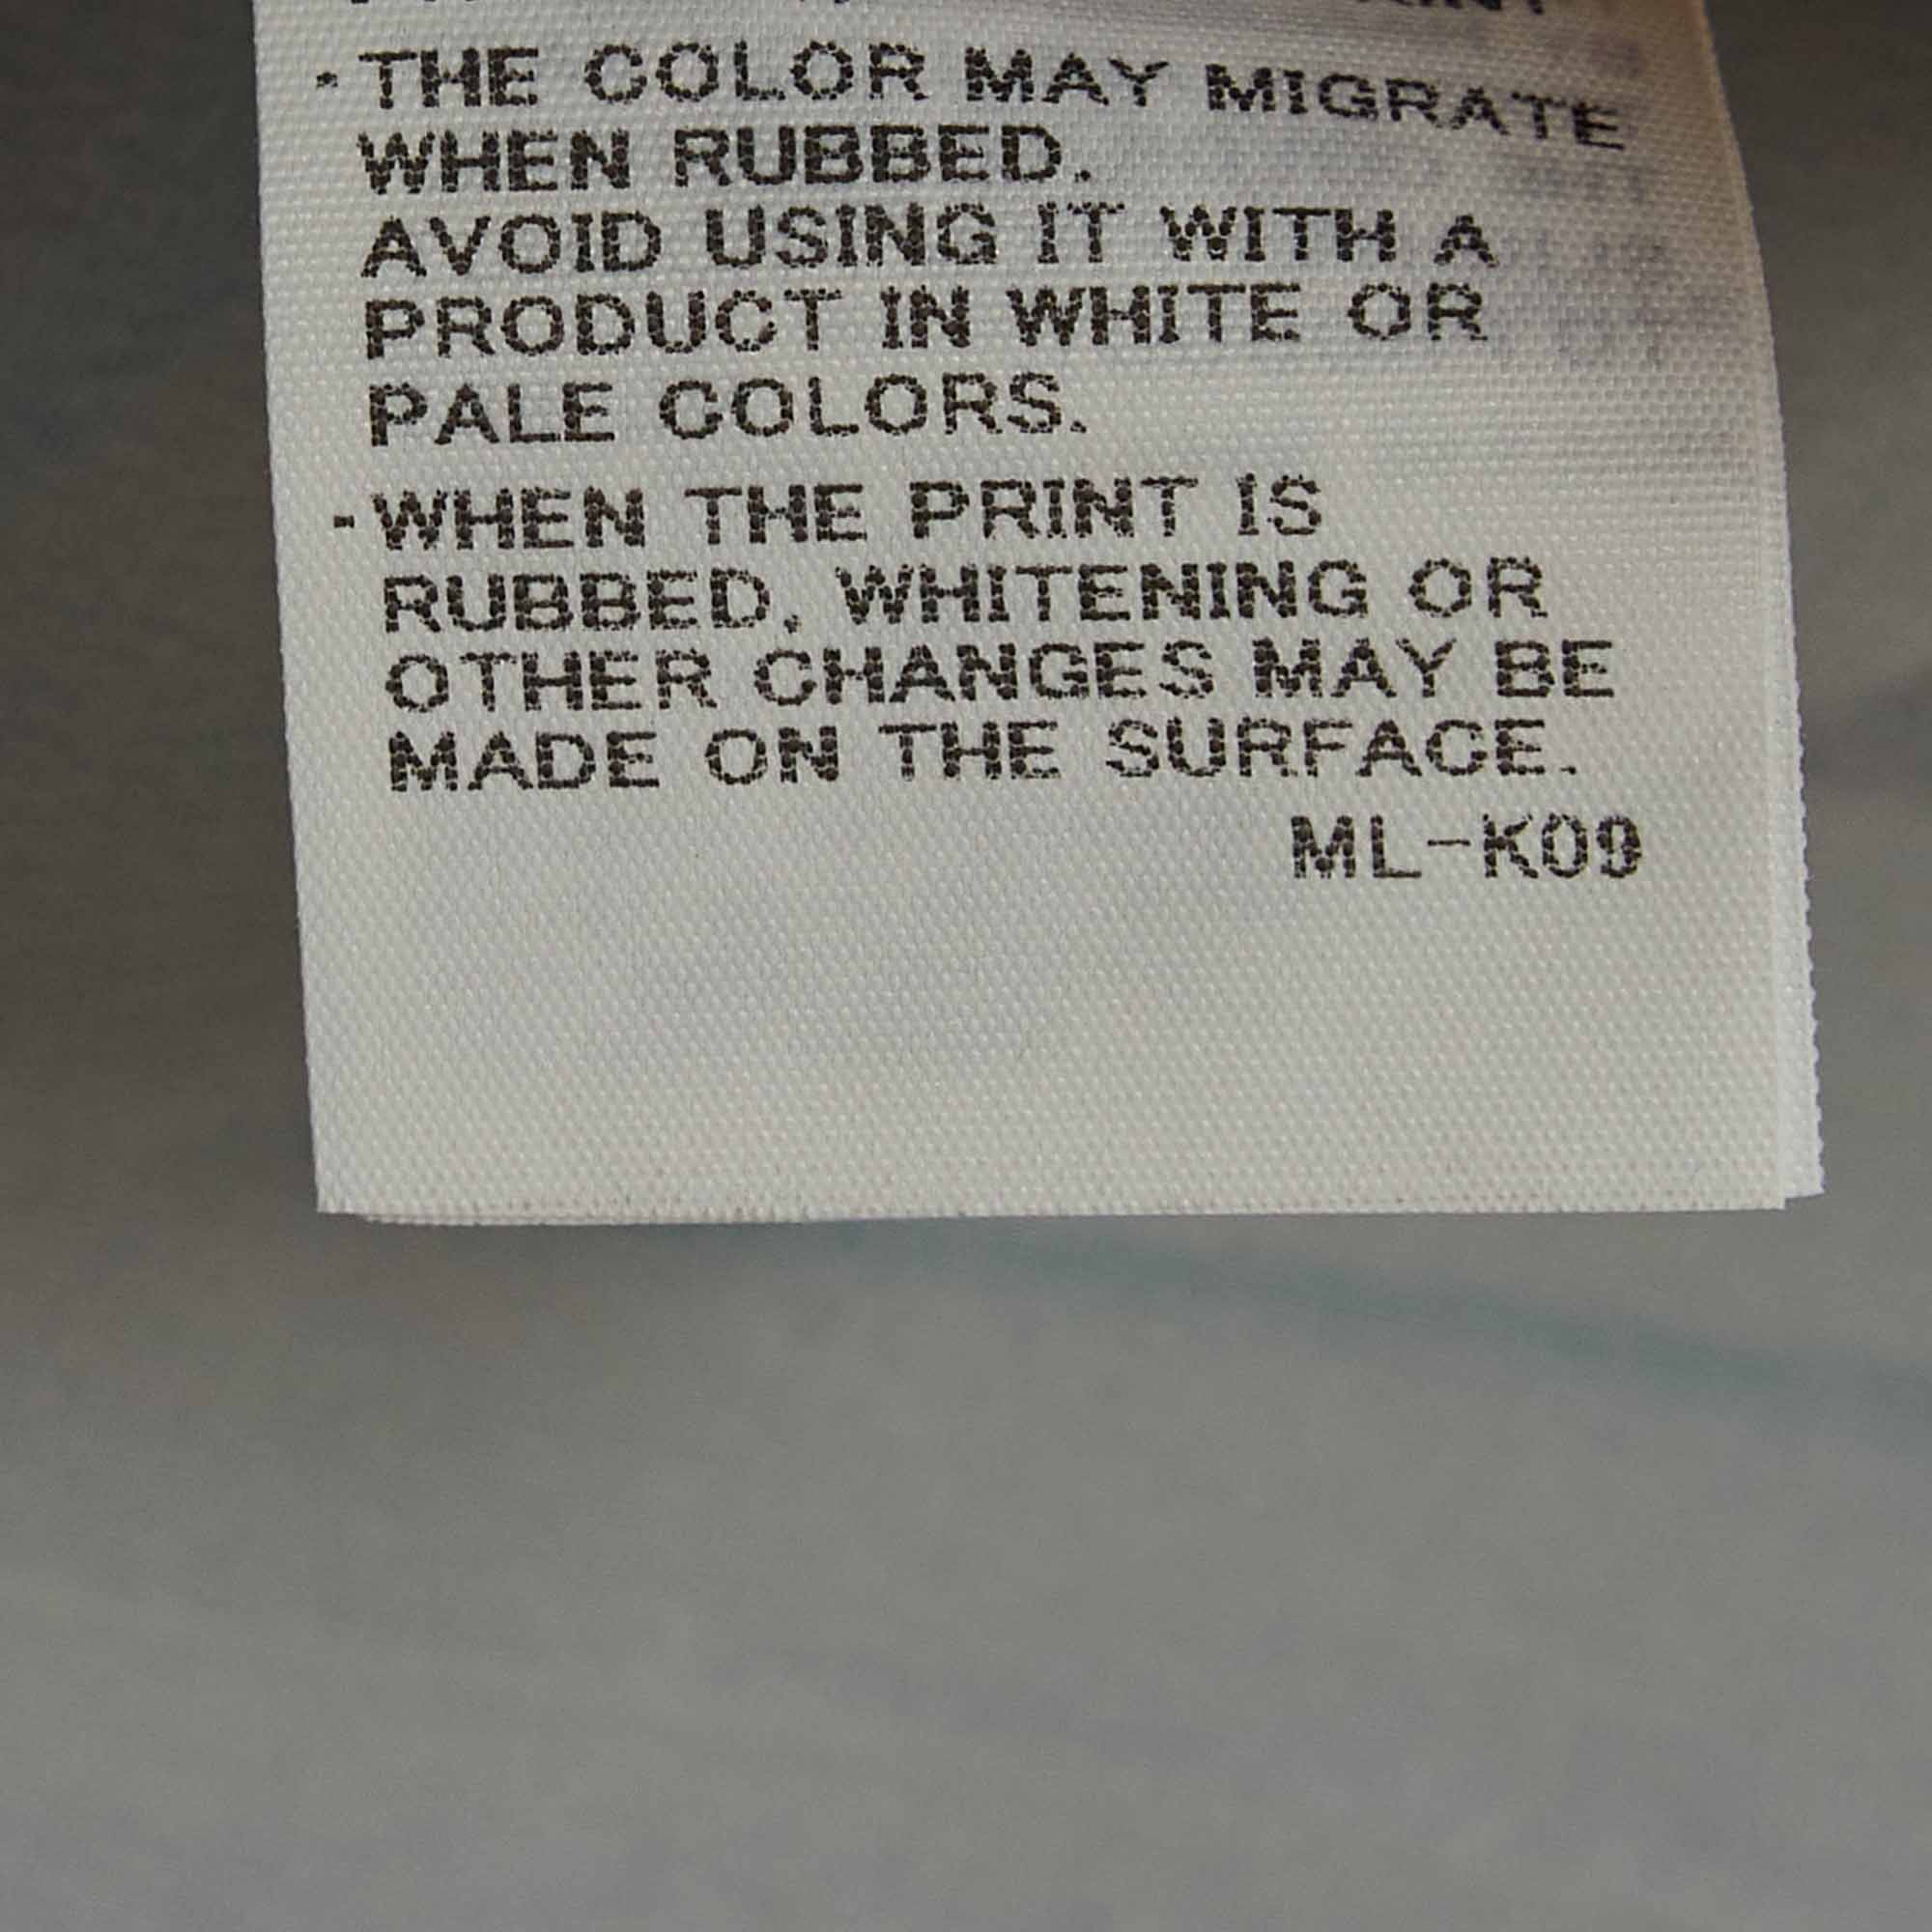 ·THE COLOR MAY MIGRATE
WHEN RUBBED.
AVOID USING IT WITH A
PRODUCT IN WHITE OR
PALE COLORS.
·WHEN THE PRINT IS
RUBBED, WHITENING OR
OTHER CHANGES MAY BE
MADE ON THE SURFACE.
ML-K09